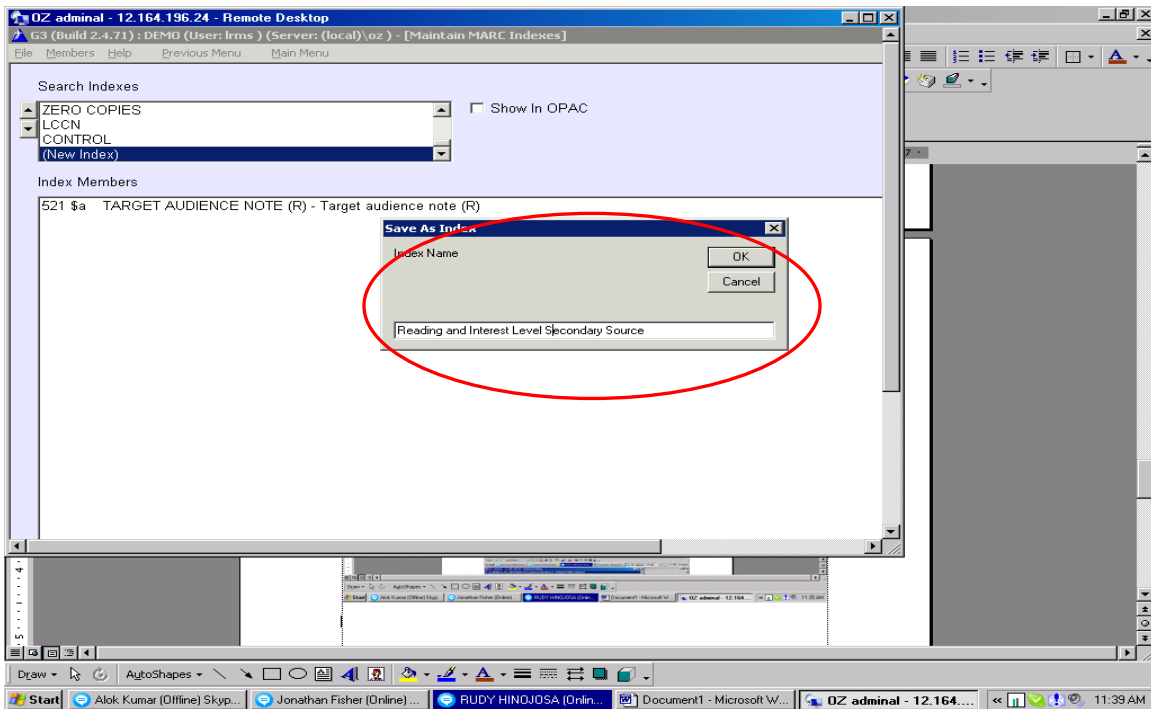 OZ adminal - 12.164.196.24 - Remote Desktop
G3 (Build 2.4.71) : DEMO (User: lrms ) (Server: (local)\oz ) - [Maintain MARC Indexes]
File Members Help Previous Menu Main Menu
Search Indexes
ZERO COPIES
LCCN
CONTROL
(New Index)
Show In OPAC
Index Members
521 $a TARGET AUDIENCE NOTE (R) - Target audience note (R)
Save As Index
Index Name
OK
Cancel
Reading and Interest Level Secondary Source
7
4
5
Draw AutoShapes
Start Alok Kumar (Offline) Skyp... Jonathan Fisher (Online) ... RUDY HINOJOSA (Onlin... Document1 - Microsoft W... OZ adminal - 12.164.... 11:39 AM